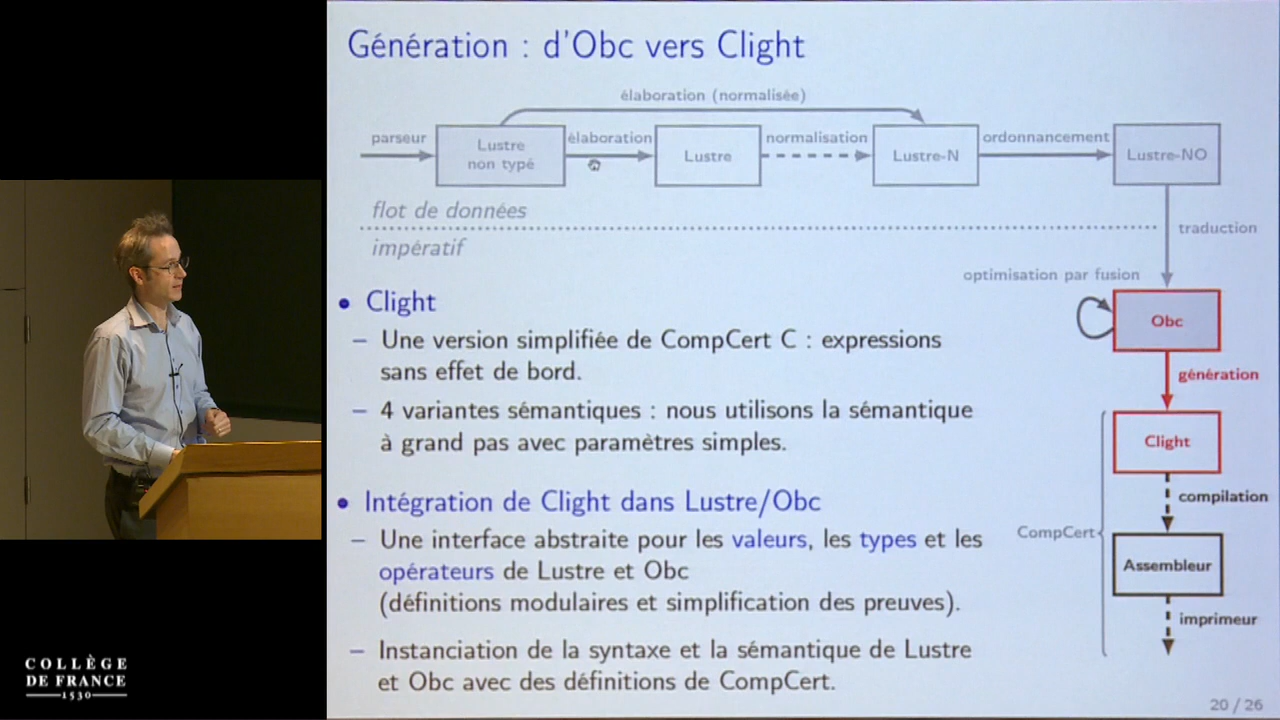 Génération : d'Obc vers Clight
élaboration (normalisée)
parseur
Lustre
non typé
élaboration
Lustre
normalisation
Lustre-N
ordonnancement
Lustre-NO
flot de données
impératif
traduction
optimisation par fusion
Obc
génération
Clight
compilation
CompCert
Assembleur
imprimeur
• Clight
– Une version simplifiée de CompCert C : expressions
sans effet de bord.
– 4 variantes sémantiques : nous utilisons la sémantique
à grand pas avec paramètres simples.
• Intégration de Clight dans Lustre/Obc
– Une interface abstraite pour les valeurs, les types et les
opérateurs de Lustre et Obc
(définitions modulaires et simplification des preuves).
– Instanciation de la syntaxe et la sémantique de Lustre
et Obc avec des définitions de CompCert.
20 / 26
COLLÈGE
DE FRANCE
1530